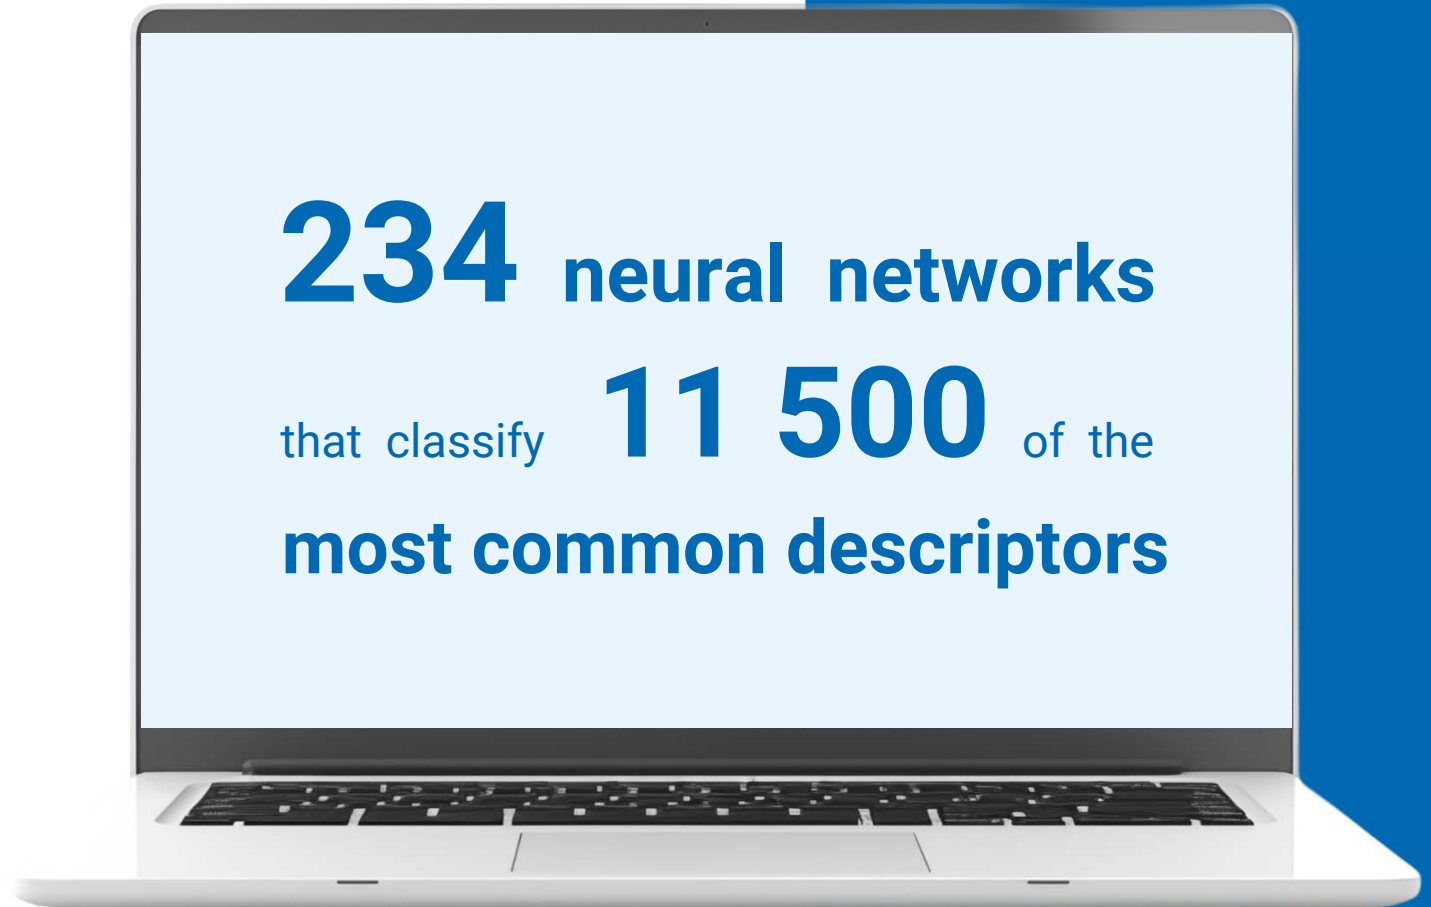 234 neural networks
that classify 11 500 of the
most common descriptors